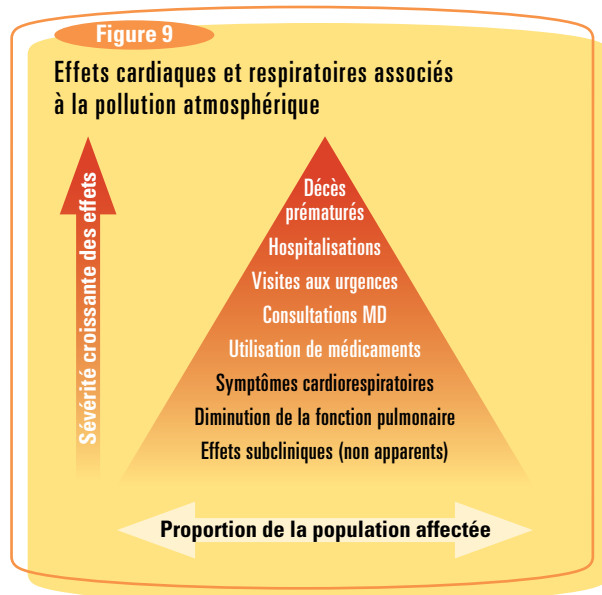 Figure 9
Effets cardiaques et respiratoires associés
à la pollution atmosphérique
Sévérité croissante des effets
Décès
prématurés
Hospitalisations
Visites aux urgences
Consultations MD
Utilisation de médicaments
Symptômes cardiorespiratoires
Diminution de la fonction pulmonaire
Effets subcliniques (non apparents)
Proportion de la population affectée